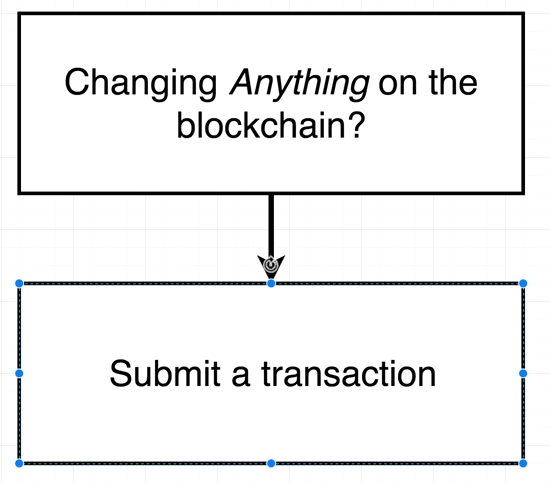 Changing Anything on the
blockchain?
Submit a transaction